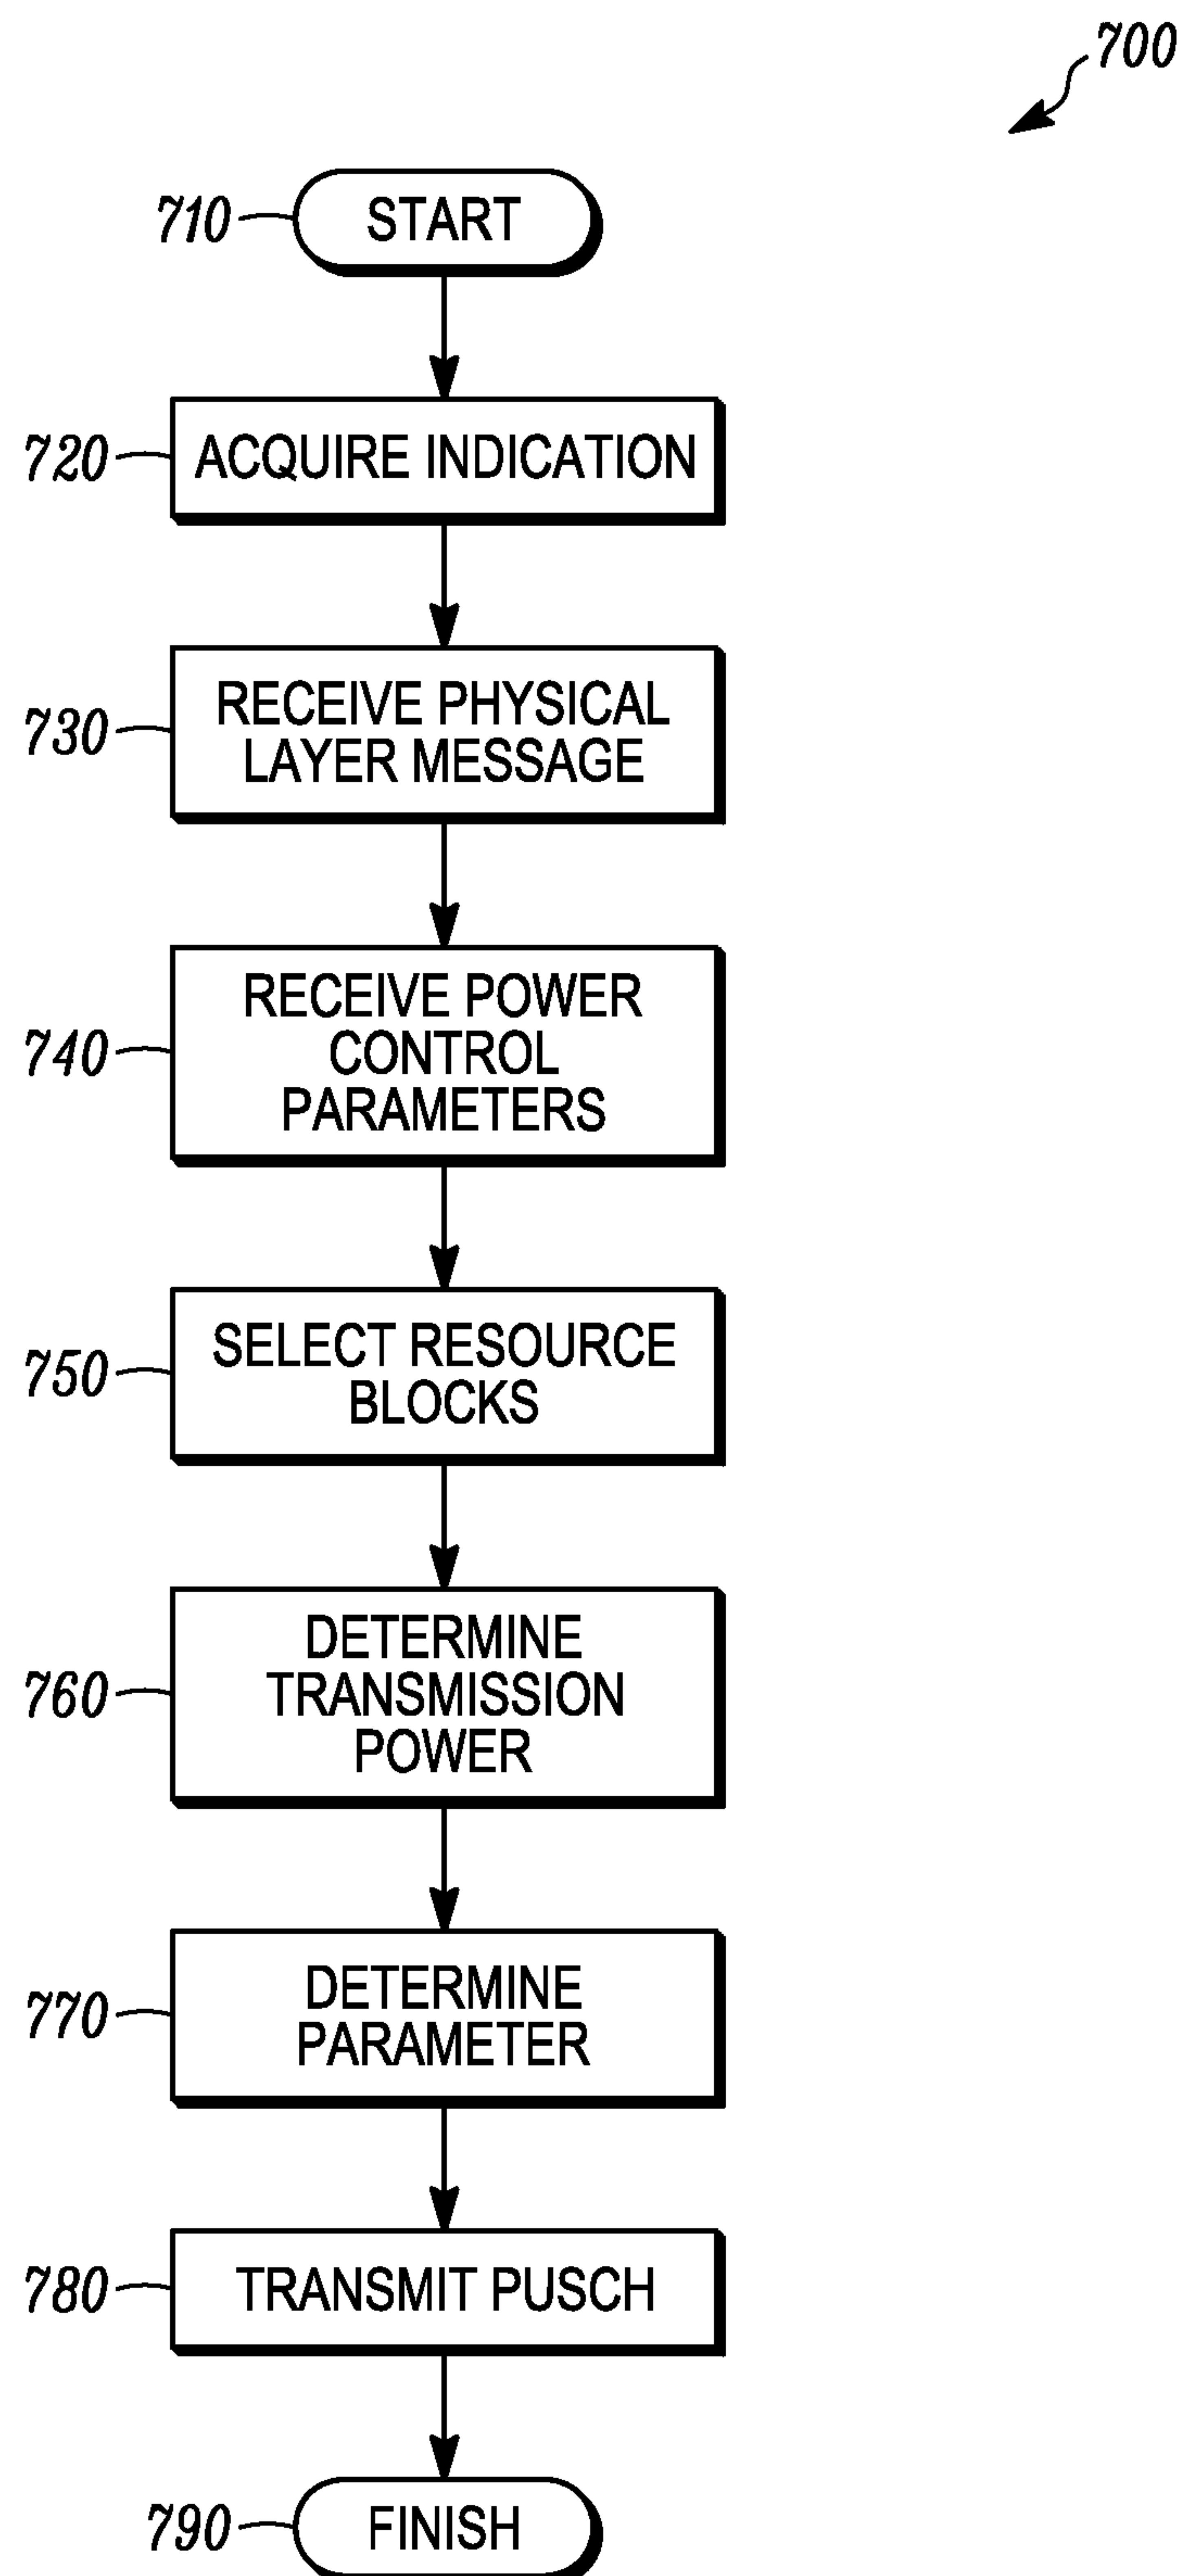 700
710
START
720
ACQUIRE INDICATION
730
RECEIVE PHYSICAL
LAYER MESSAGE
740
RECEIVE POWER
CONTROL
PARAMETERS
750
SELECT RESOURCE
BLOCKS
760
DETERMINE
TRANSMISSION
POWER
770
DETERMINE
PARAMETER
780
TRANSMIT PUSCH
790
FINISH